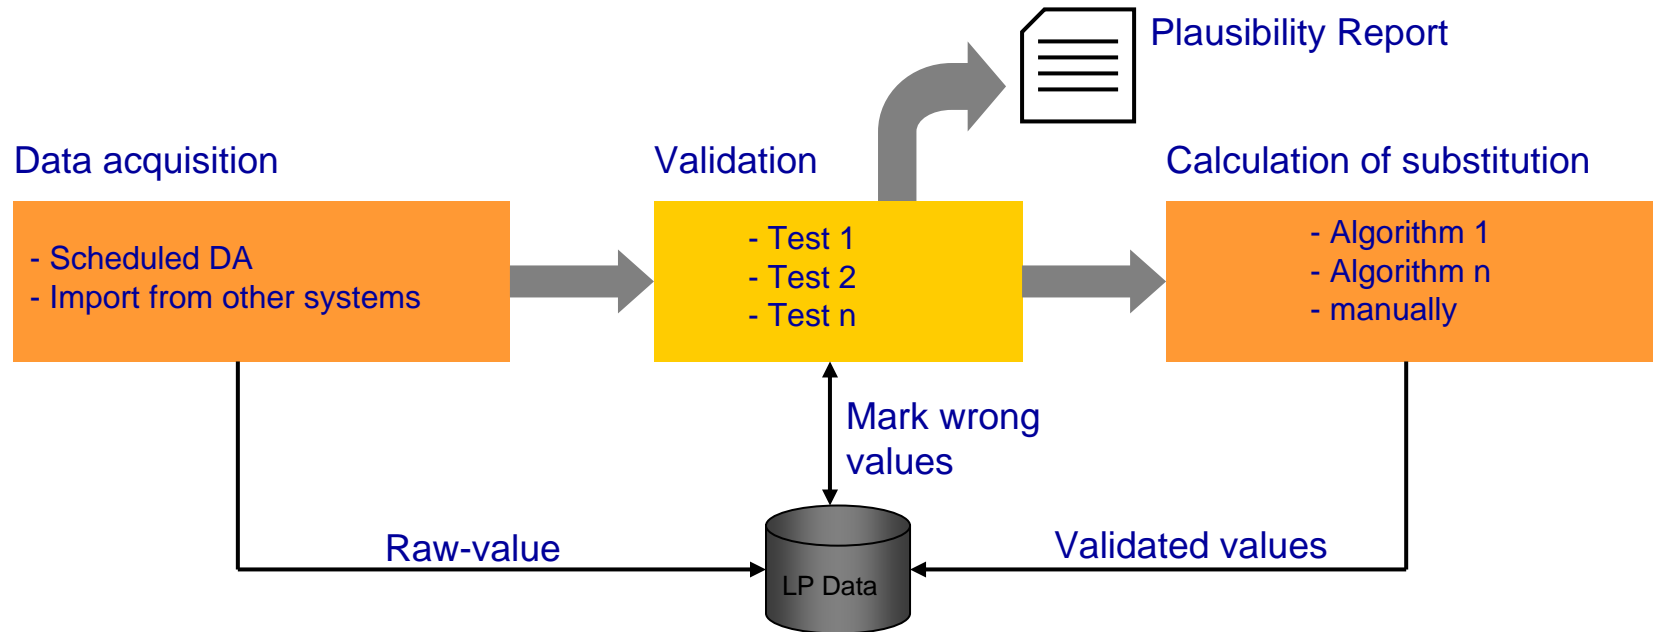 Plausibility Report
Data acquisition
Validation
Calculation of substitution
- Scheduled DA
- Import from other systems
- Test 1
- Test 2
- Test n
- Algorithm 1
- Algorithm n
- manually
Mark wrong
values
Raw-value
Validated values
LP Data